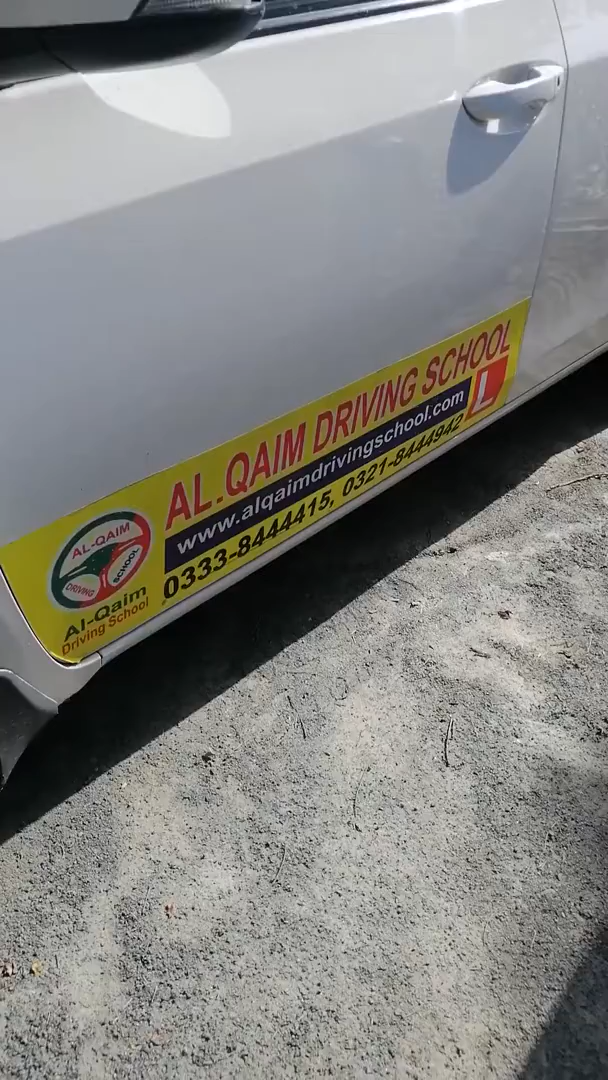 AL.QAIM DRIVING SCHOOL
L
www.alqaimdrivingschool.com
0333-8444415, 0321-8444942
AL-QAIM
DRIVING SCHOOL
Al-Qaim
Driving School